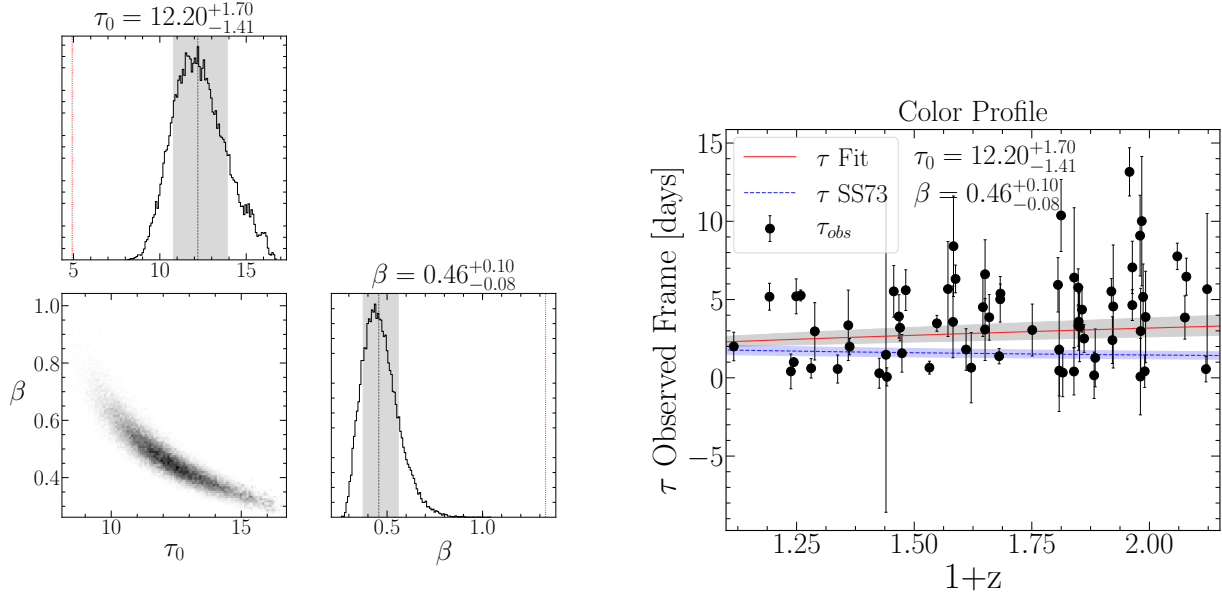 τ₀ = 12.20 +1.70 −1.41
5 10 15
β = 0.46 +0.10 −0.08
1.0
0.8
0.6
0.4
β
10 15
τ₀
0.5 1.0
β
Color Profile
τ Fit
τ SS73
τ_obs
τ₀ = 12.20 +1.70 −1.41
β = 0.46 +0.10 −0.08
15
10
5
0
−5
τ Observed Frame [days]
1.25 1.50 1.75 2.00
1+z